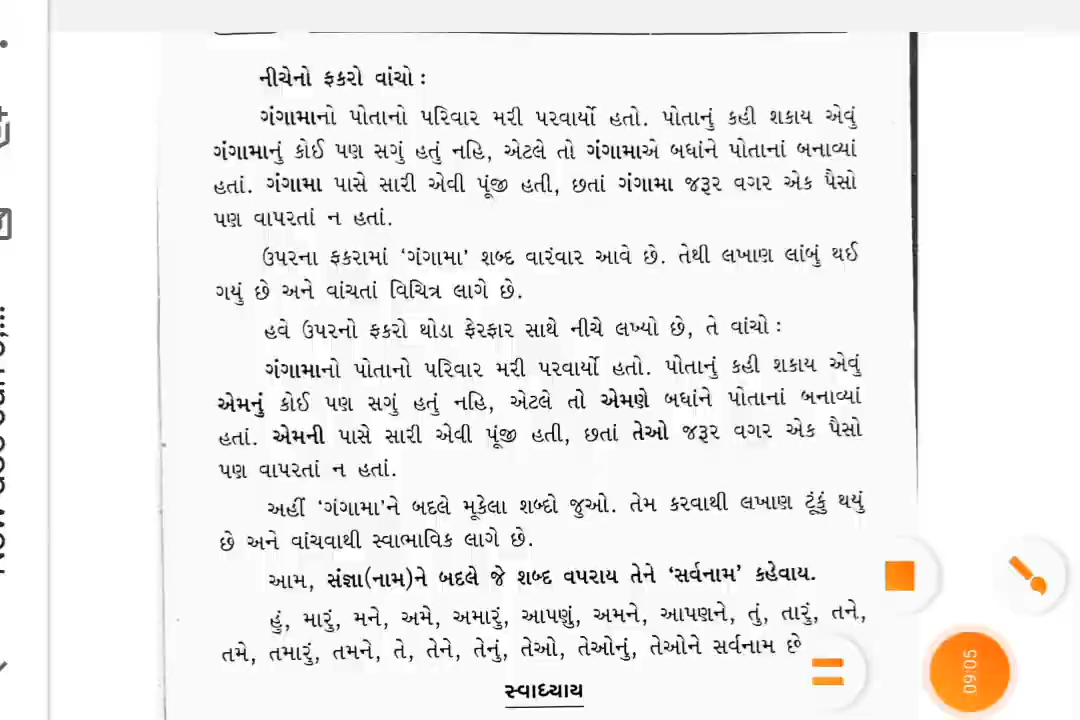 નીચેનો ફકરો વાંચો :
ગંગામાનો પોતાનો પરિવાર મરી પરવાર્યો હતો. પોતાનું કહી શકાય એવું
ગંગામાનું કોઈ પણ સગું હતું નહિ, એટલે તો ગંગામાએ બધાંને પોતાનાં બનાવ્યાં
હતાં. ગંગામા પાસે સારી એવી પૂંજી હતી, છતાં ગંગામા જરૂર વગર એક પૈસો
પણ વાપરતાં ન હતાં.
ઉપરના ફકરામાં ‘ગંગામા’ શબ્દ વારંવાર આવે છે. તેથી લખાણ લાંબું થઈ
ગયું છે અને વાંચતાં વિચિત્ર લાગે છે.
હવે ઉપરનો ફકરો થોડા ફેરફાર સાથે નીચે લખ્યો છે, તે વાંચો :
ગંગામાનો પોતાનો પરિવાર મરી પરવાર્યો હતો. પોતાનું કહી શકાય એવું
એમનું કોઈ પણ સગું હતું નહિ, એટલે તો એમણે બધાંને પોતાનાં બનાવ્યાં
હતાં. એમની પાસે સારી એવી પૂંજી હતી, છતાં તેઓ જરૂર વગર એક પૈસો
પણ વાપરતાં ન હતાં.
અહીં ‘ગંગામા’ને બદલે મૂકેલા શબ્દો જુઓ. તેમ કરવાથી લખાણ ટૂંકું થયું
છે અને વાંચવાથી સ્વાભાવિક લાગે છે.
આમ, સંજ્ઞા(નામ)ને બદલે જે શબ્દ વપરાય તેને ‘સર્વનામ’ કહેવાય.
હું, મારું, મને, અમે, અમારું, આપણું, અમને, આપણને, તું, તારું, તને,
તમે, તમારું, તમને, તે, તેને, તેનું, તેઓ, તેઓનું, તેઓને સર્વનામ છે
સ્વાધ્યાય
09:05